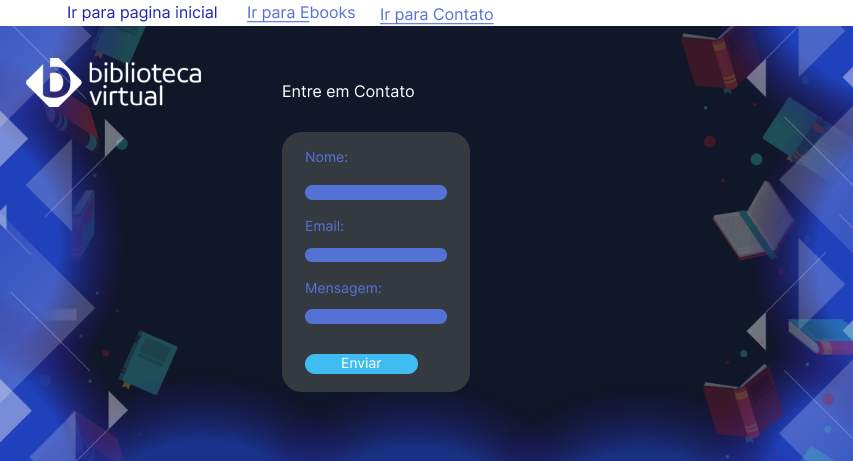 Ir para pagina inicial
Ir para Ebooks
Ir para Contato
biblioteca
virtual
Entre em Contato
Nome:
Email:
Mensagem:
Enviar